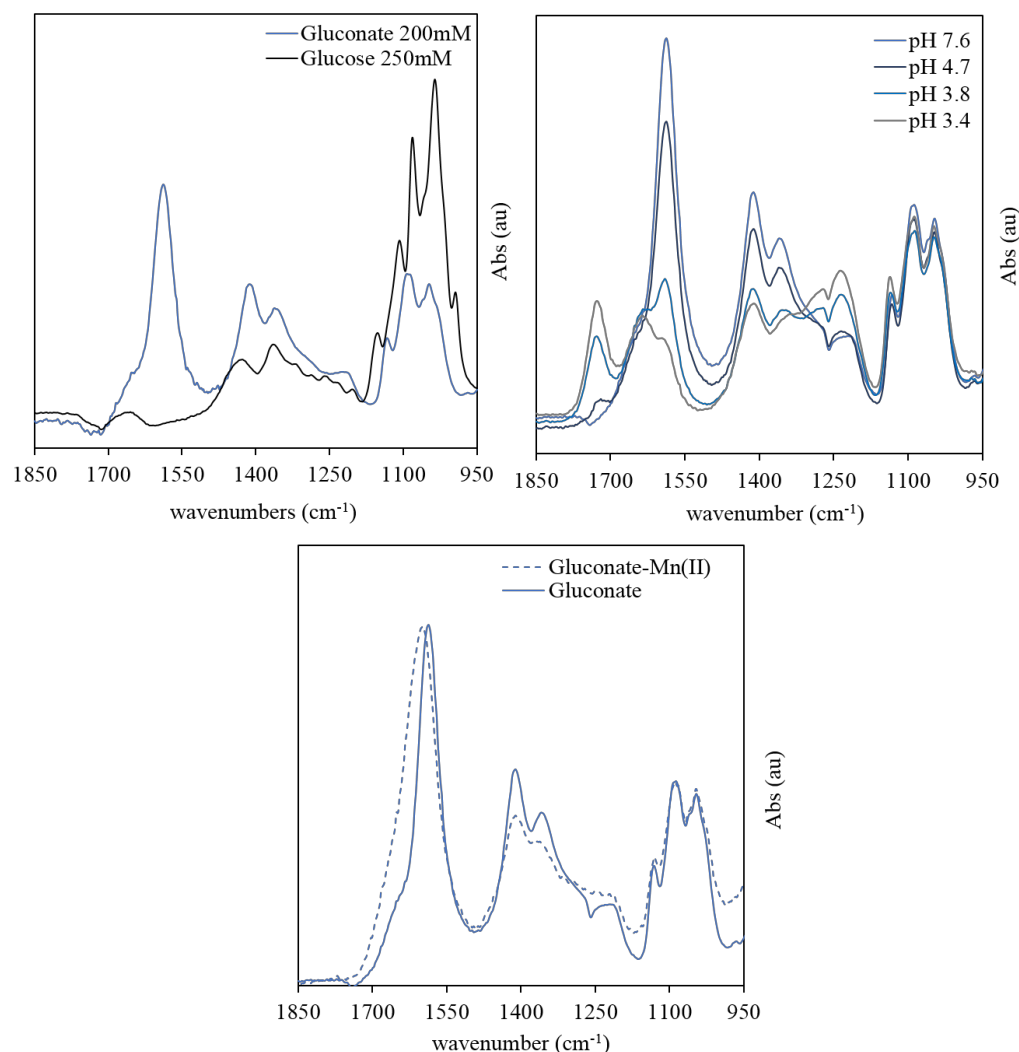 Gluconate 200mM
Glucose 250mM
Abs (au)
1850 1700 1550 1400 1250 1100 950
wavenumbers (cm⁻¹)
pH 7.6
pH 4.7
pH 3.8
pH 3.4
Abs (au)
1850 1700 1550 1400 1250 1100 950
wavenumber (cm⁻¹)
Gluconate-Mn(II)
Gluconate
Abs (au)
1850 1700 1550 1400 1250 1100 950
wavenumber (cm⁻¹)